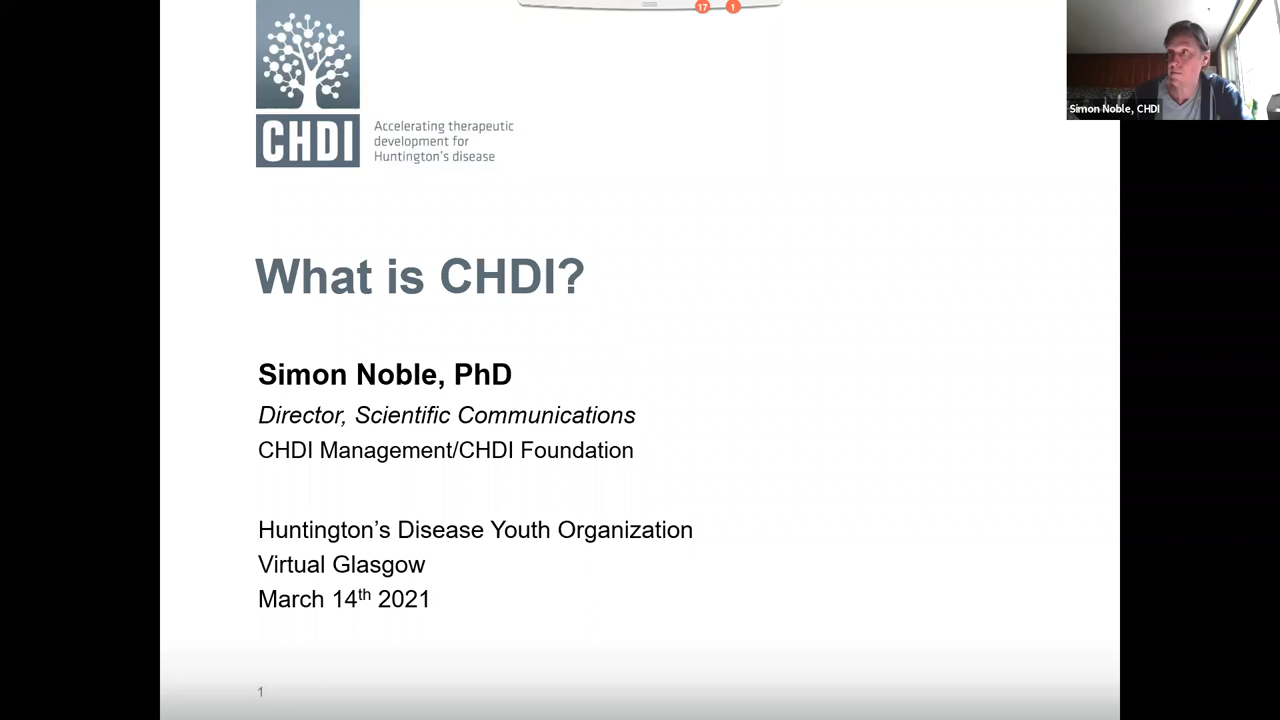 17 1
Simon Noble, CHDI
CHDI
Accelerating therapeutic
development for
Huntington's disease
What is CHDI?
Simon Noble, PhD
Director, Scientific Communications
CHDI Management/CHDI Foundation
Huntington's Disease Youth Organization
Virtual Glasgow
March 14th 2021
1